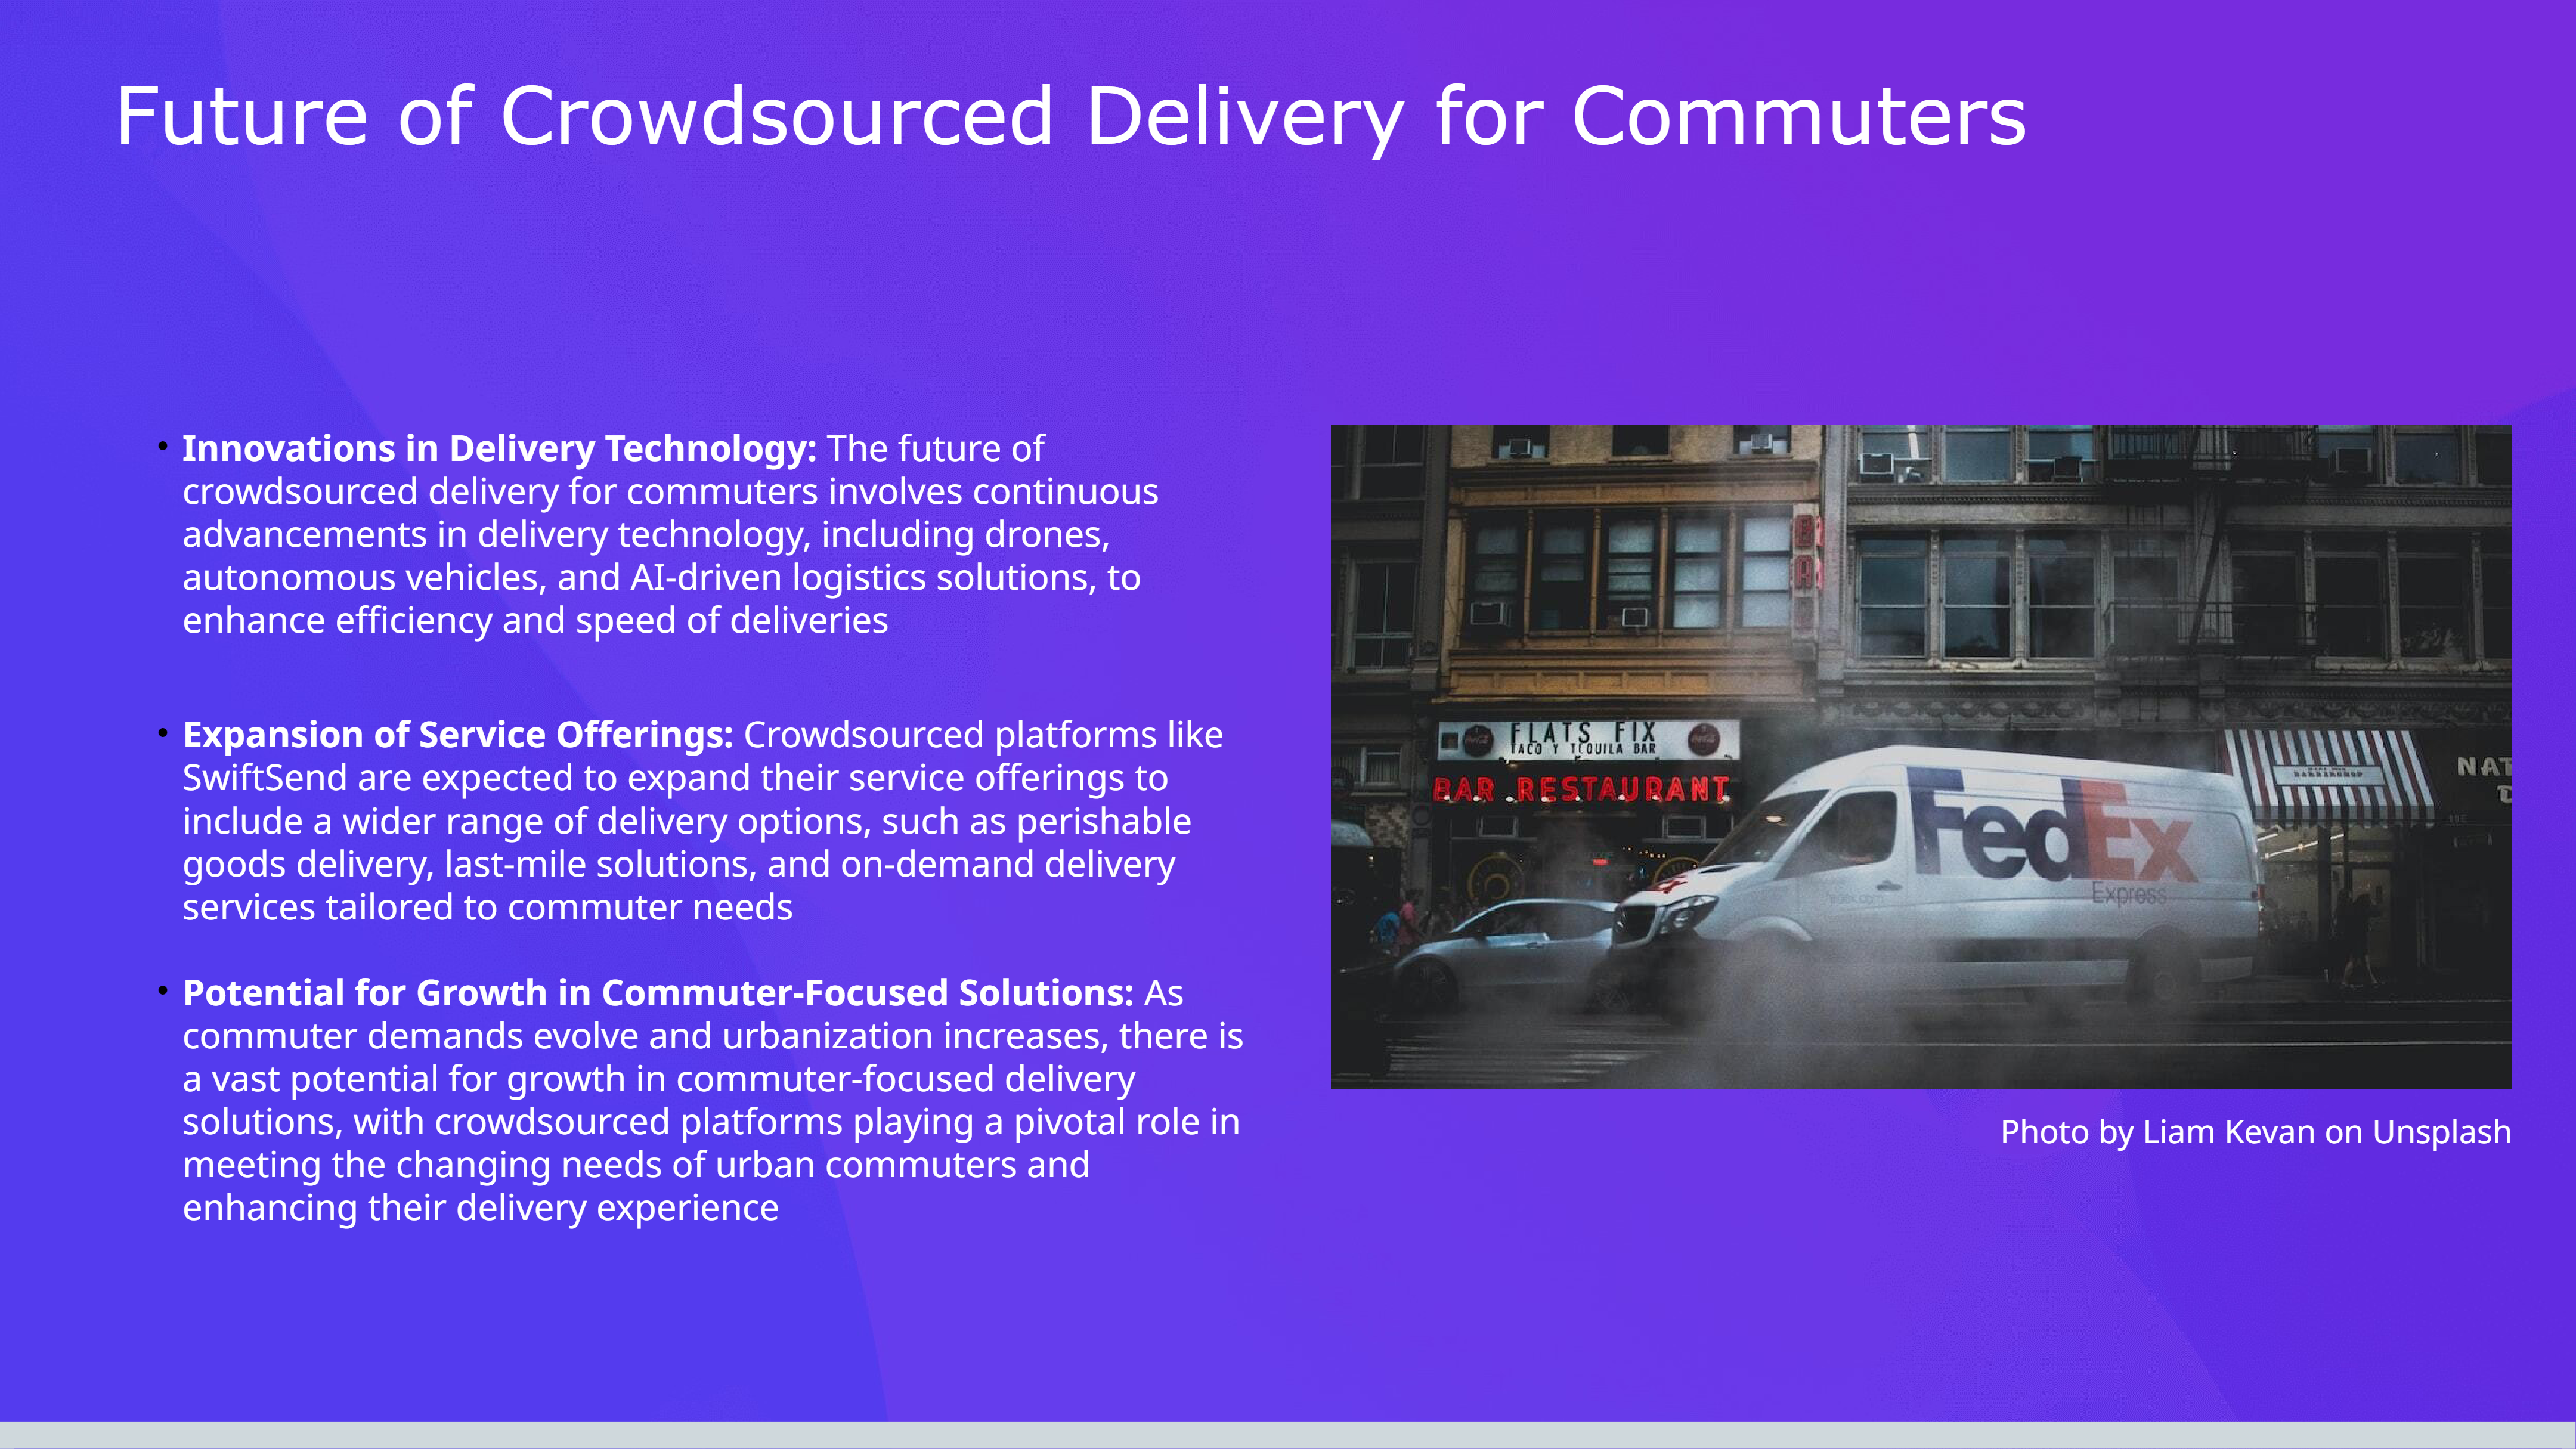 Future of Crowdsourced Delivery for Commuters
• Innovations in Delivery Technology: The future of
crowdsourced delivery for commuters involves continuous
advancements in delivery technology, including drones,
autonomous vehicles, and AI-driven logistics solutions, to
enhance efficiency and speed of deliveries
• Expansion of Service Offerings: Crowdsourced platforms like
SwiftSend are expected to expand their service offerings to
include a wider range of delivery options, such as perishable
goods delivery, last-mile solutions, and on-demand delivery
services tailored to commuter needs
• Potential for Growth in Commuter-Focused Solutions: As
commuter demands evolve and urbanization increases, there is
a vast potential for growth in commuter-focused delivery
solutions, with crowdsourced platforms playing a pivotal role in
meeting the changing needs of urban commuters and
enhancing their delivery experience
FLATS FIX
TACO Y TEQUILA BAR
BAR RESTAURANT
FedEx
Express
NAT
Photo by Liam Kevan on Unsplash